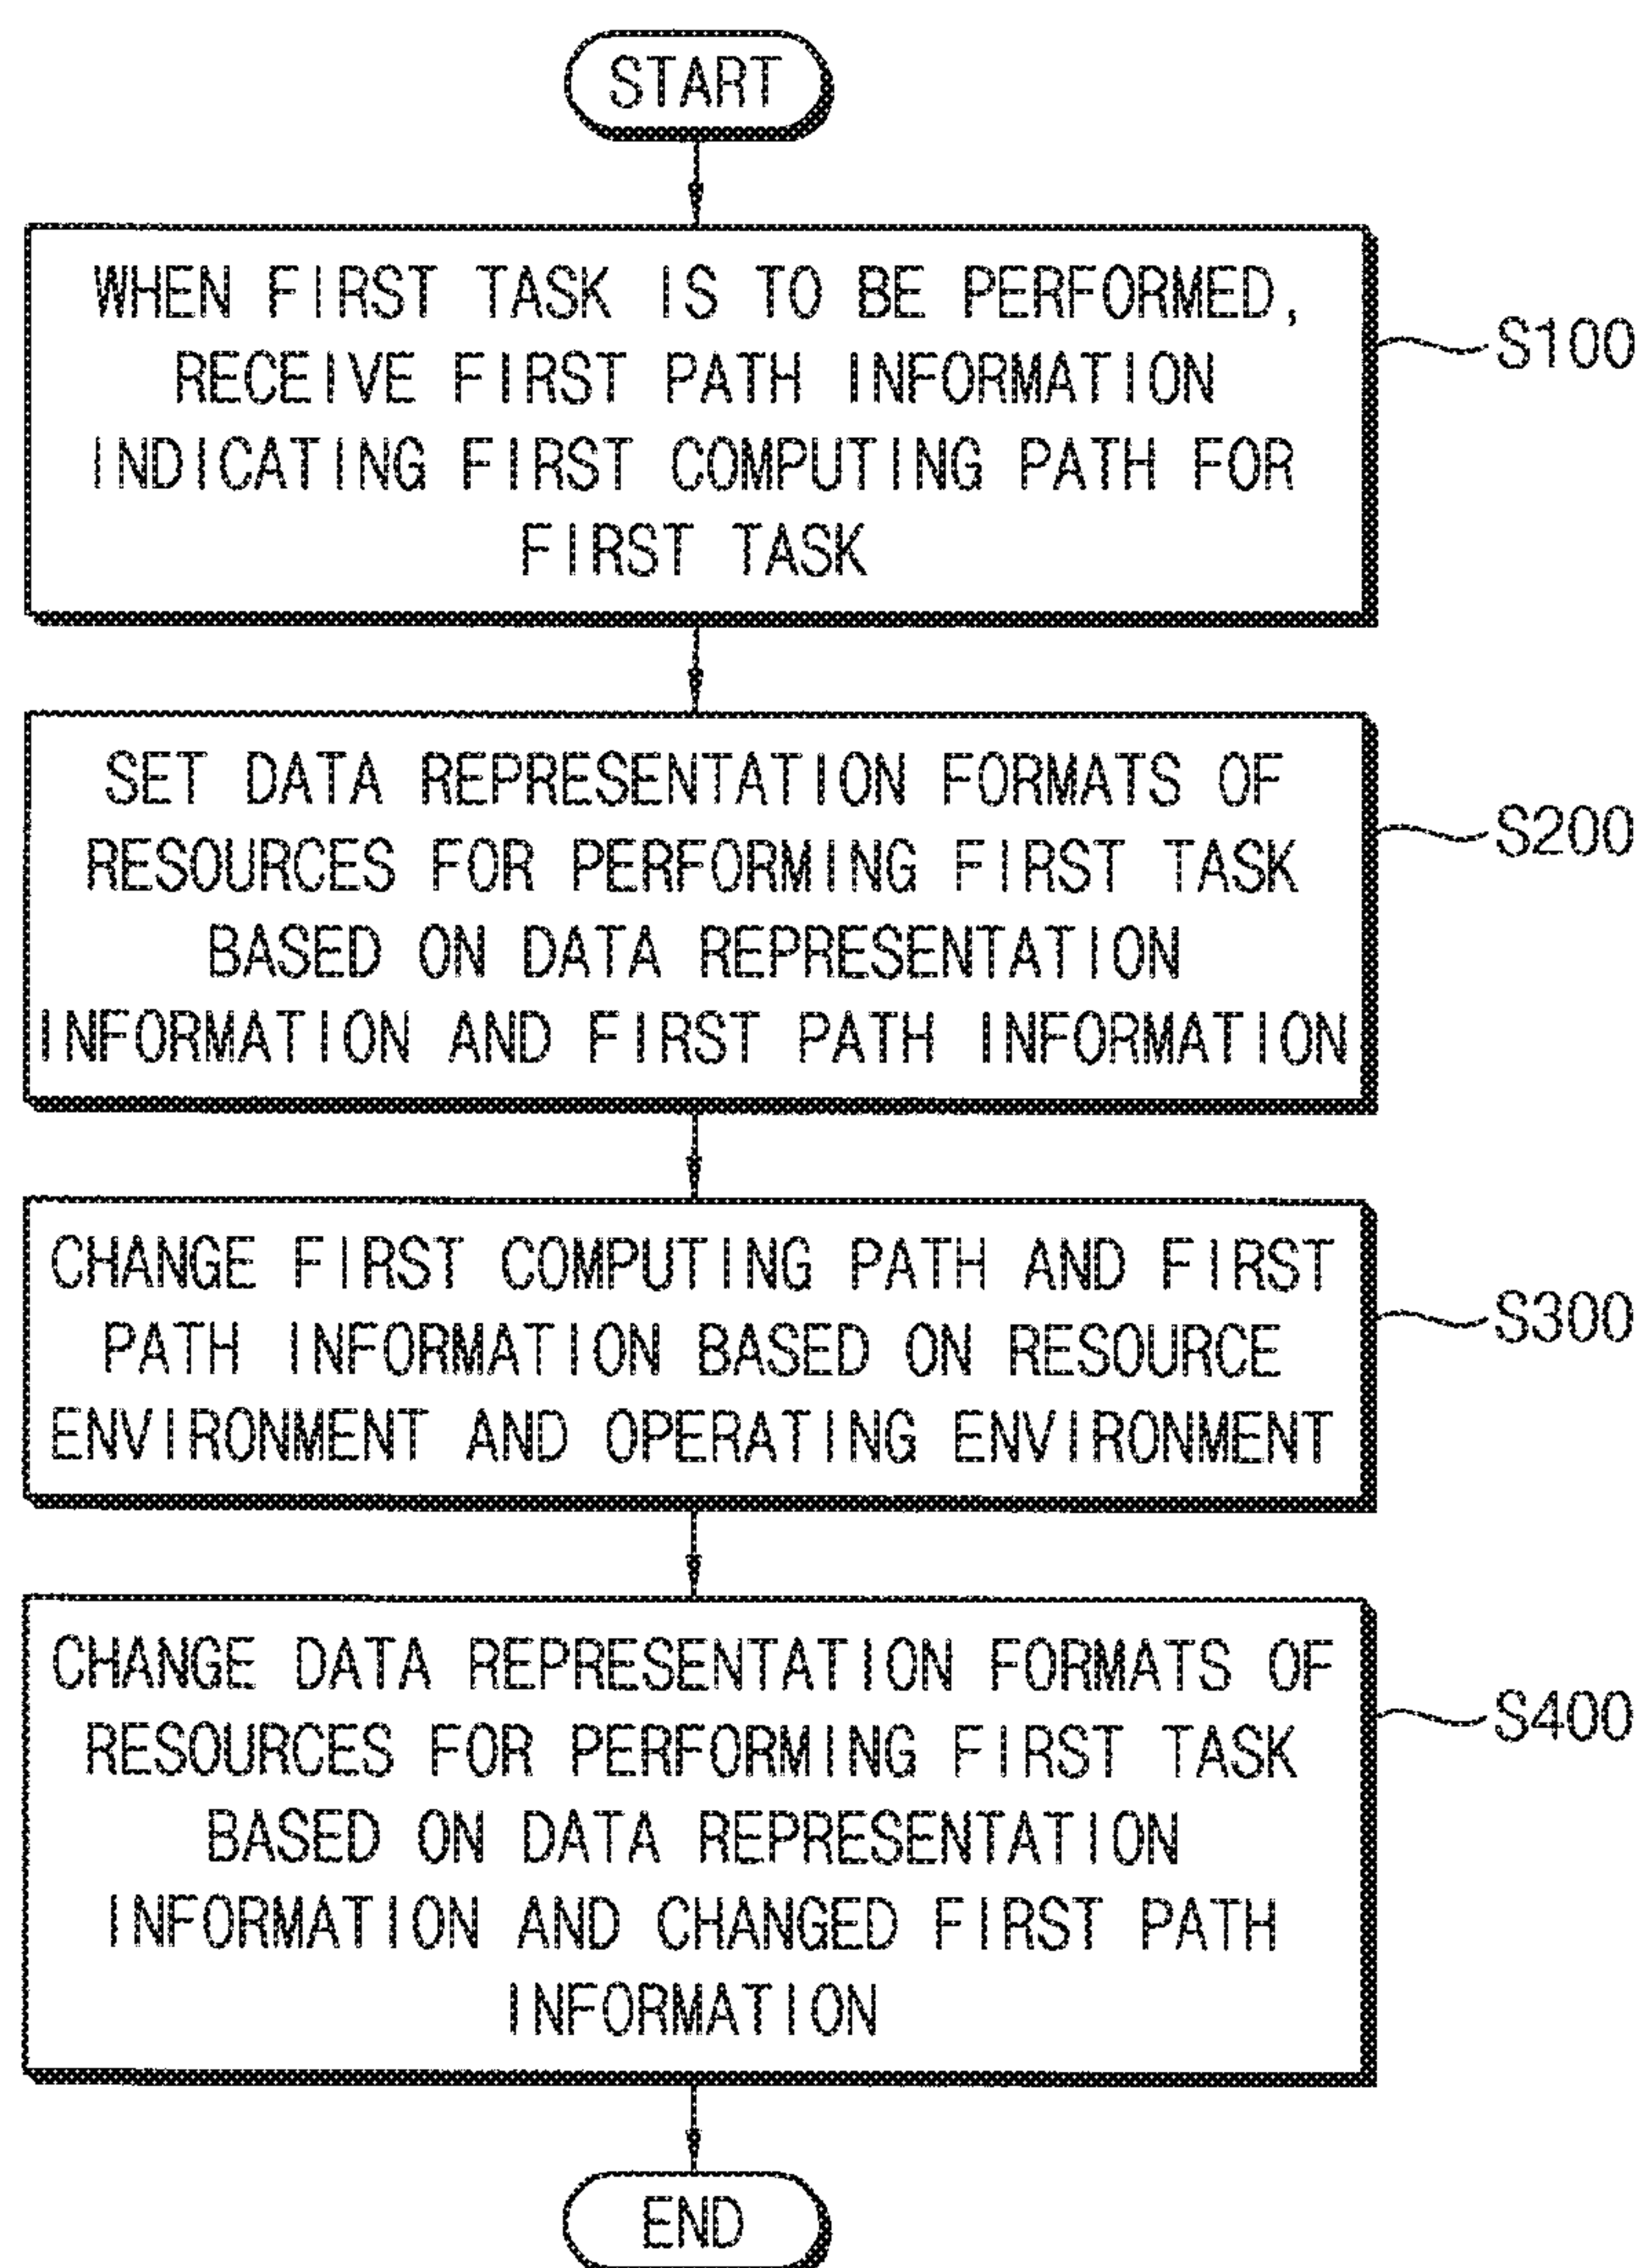 START
WHEN FIRST TASK IS TO BE PERFORMED,
RECEIVE FIRST PATH INFORMATION
INDICATING FIRST COMPUTING PATH FOR
FIRST TASK
S100
SET DATA REPRESENTATION FORMATS OF
RESOURCES FOR PERFORMING FIRST TASK
BASED ON DATA REPRESENTATION
INFORMATION AND FIRST PATH INFORMATION
S200
CHANGE FIRST COMPUTING PATH AND FIRST
PATH INFORMATION BASED ON RESOURCE
ENVIRONMENT AND OPERATING ENVIRONMENT
S300
CHANGE DATA REPRESENTATION FORMATS OF
RESOURCES FOR PERFORMING FIRST TASK
BASED ON DATA REPRESENTATION
INFORMATION AND CHANGED FIRST PATH
INFORMATION
S400
END